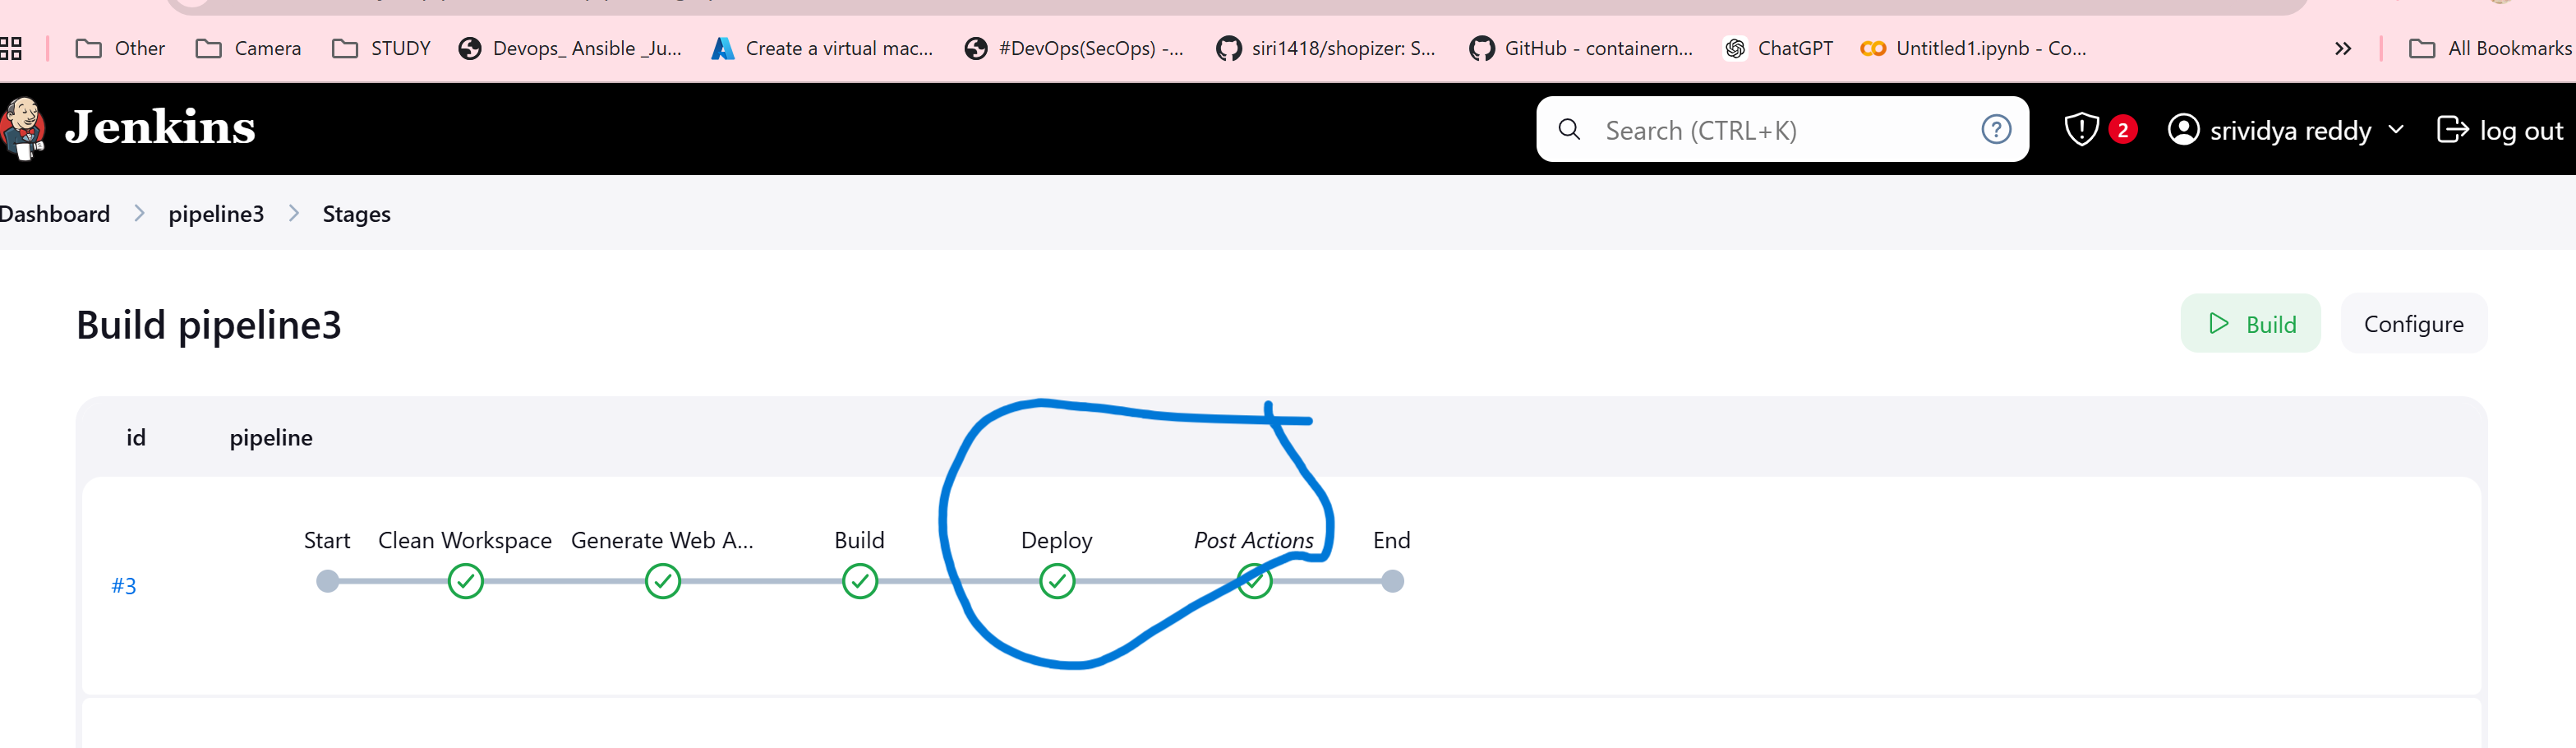 Other STUDY Camera Devops_ Ansible _Ju... Create a virtual mac... #DevOps(SecOps) -... siri1418/shopizer: S... GitHub - containern... ChatGPT Untitled1.ipynb - Co... All Bookmarks
Jenkins Search (CTRL+K) ? 2 srividya reddy log out
Dashboard pipeline3 Stages
Build pipeline3 Build Configure
id pipeline
Start Clean Workspace Generate Web A... Build Deploy Post Actions End
#3